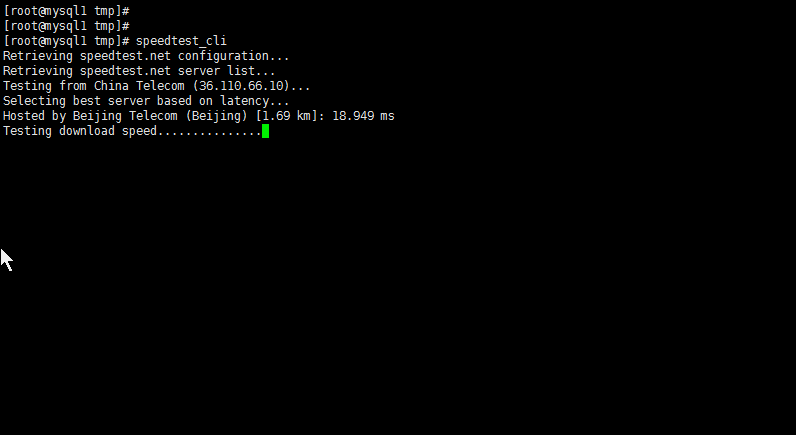 [root@mysql1 tmp]#
[root@mysql1 tmp]#
[root@mysql1 tmp]# speedtest_cli
Retrieving speedtest.net configuration...
Retrieving speedtest.net server list...
Testing from China Telecom (36.110.66.10)...
Selecting best server based on latency...
Hosted by Beijing Telecom (Beijing) [1.69 km]: 18.949 ms
Testing download speed...............